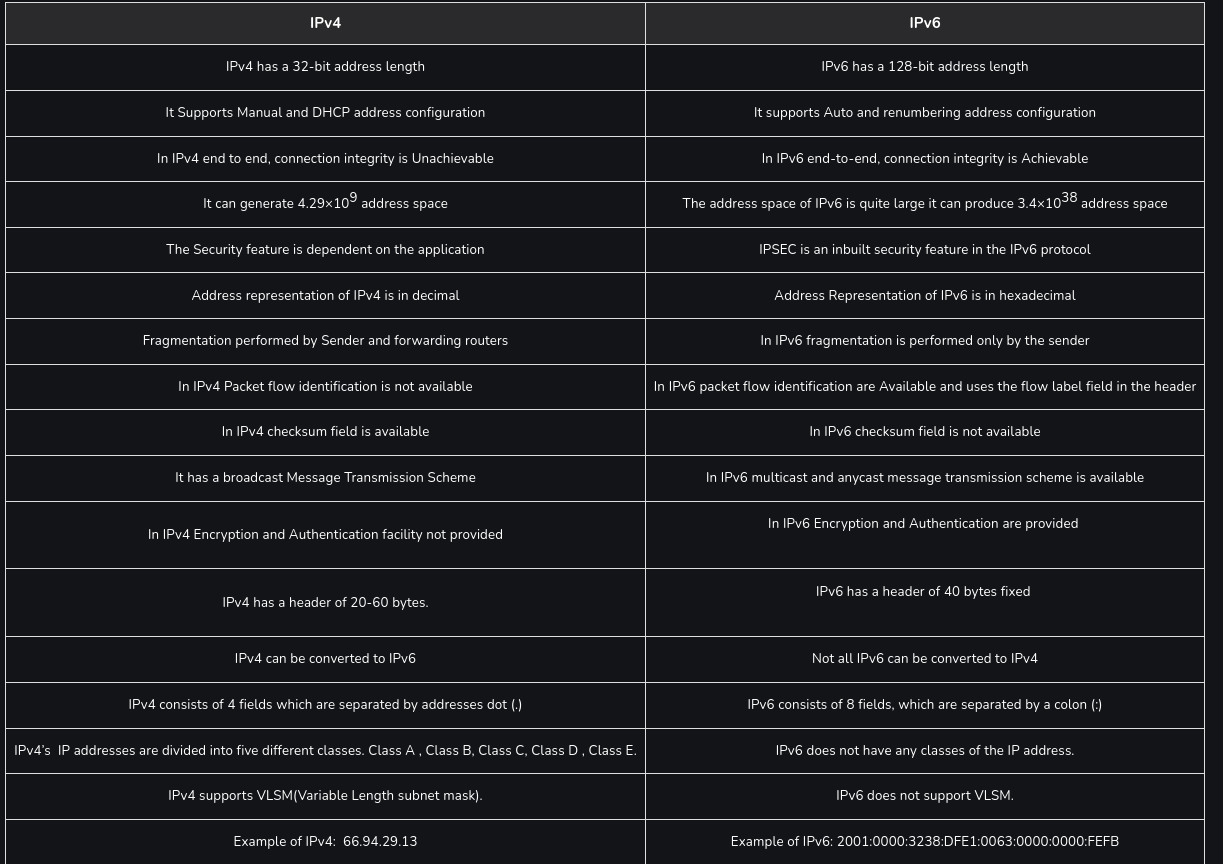 IPv4
IPv6
IPv4 has a 32-bit address length
IPv6 has a 128-bit address length
It Supports Manual and DHCP address configuration
It supports Auto and renumbering address configuration
In IPv4 end to end, connection integrity is Unachievable
In IPv6 end-to-end, connection integrity is Achievable
It can generate 4.29×10⁹ address space
The address space of IPv6 is quite large it can produce 3.4×10³⁸ address space
The Security feature is dependent on the application
IPSEC is an inbuilt security feature in the IPv6 protocol
Address representation of IPv4 is in decimal
Address Representation of IPv6 is in hexadecimal
Fragmentation performed by Sender and forwarding routers
In IPv6 fragmentation is performed only by the sender
In IPv4 Packet flow identification is not available
In IPv6 packet flow identification are Available and uses the flow label field in the header
In IPv4 checksum field is available
In IPv6 checksum field is not available
It has a broadcast Message Transmission Scheme
In IPv6 multicast and anycast message transmission scheme is available
In IPv4 Encryption and Authentication facility not provided
In IPv6 Encryption and Authentication are provided
IPv4 has a header of 20-60 bytes.
IPv6 has a header of 40 bytes fixed
IPv4 can be converted to IPv6
Not all IPv6 can be converted to IPv4
IPv4 consists of 4 fields which are separated by addresses dot (.)
IPv6 consists of 8 fields, which are separated by a colon (:)
IPv4’s  IP addresses are divided into five different classes. Class A , Class B, Class C, Class D , Class E.
IPv6 does not have any classes of the IP address.
IPv4 supports VLSM(Variable Length subnet mask).
IPv6 does not support VLSM.
Example of IPv4:  66.94.29.13
Example of IPv6: 2001:0000:3238:DFE1:0063:0000:0000:FEFB